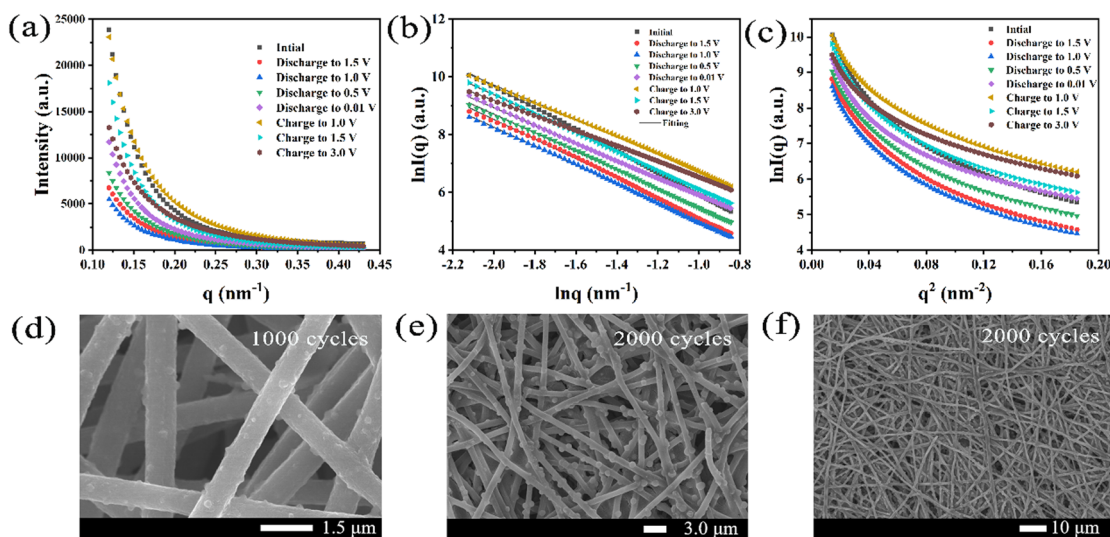 (a)
25000
20000
15000
10000
5000
0
Intensity (a.u.)
Intial
Discharge to 1.5 V
Discharge to 1.0 V
Discharge to 0.5 V
Discharge to 0.01 V
Charge to 1.0 V
Charge to 1.5 V
Charge to 3.0 V
0.10 0.15 0.20 0.25 0.30 0.35 0.40 0.45
q (nm⁻¹)
(b)
12
10
8
6
4
lnI(q) (a.u.)
Initial
Discharge to 1.5 V
Discharge to 1.0 V
Discharge to 0.5 V
Discharge to 0.01 V
Charge to 1.0 V
Charge to 1.5 V
Charge to 3.0 V
Fitting
-2.2 -2.0 -1.8 -1.6 -1.4 -1.2 -1.0 -0.8
lnq (nm⁻¹)
(c)
10
9
8
7
6
5
4
lnI(q) (a.u.)
Initial
Discharge to 1.5 V
Discharge to 1.0 V
Discharge to 0.5 V
Discharge to 0.01 V
Charge to 1.0 V
Charge to 1.5 V
Charge to 3.0 V
0.00 0.04 0.08 0.12 0.16 0.20
q² (nm⁻²)
(d)
1000 cycles
1.5 μm
(e)
2000 cycles
3.0 μm
(f)
2000 cycles
10 μm